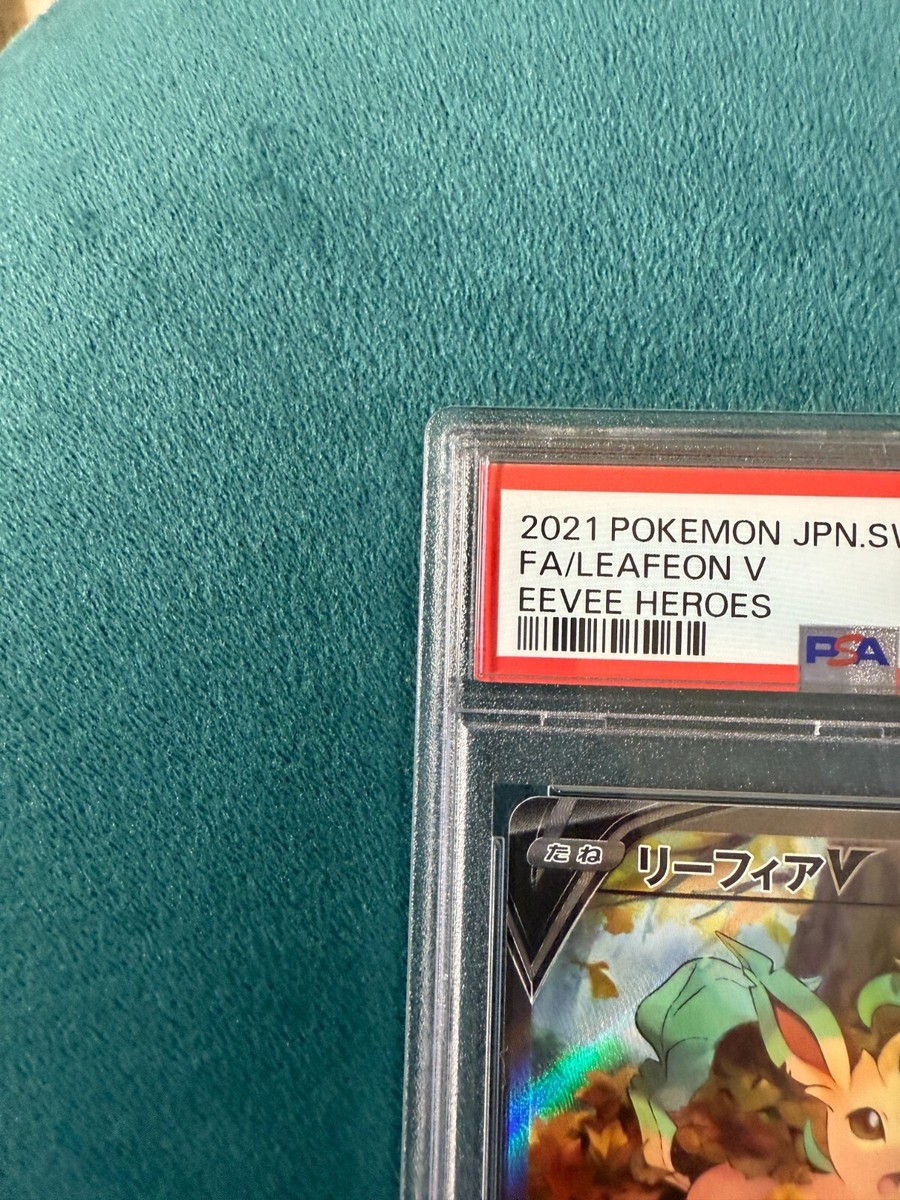 2021 POKEMON JPN.SW
FA/LEAFEON V
EEVEE HEROES
PSA
たね リーフィアV